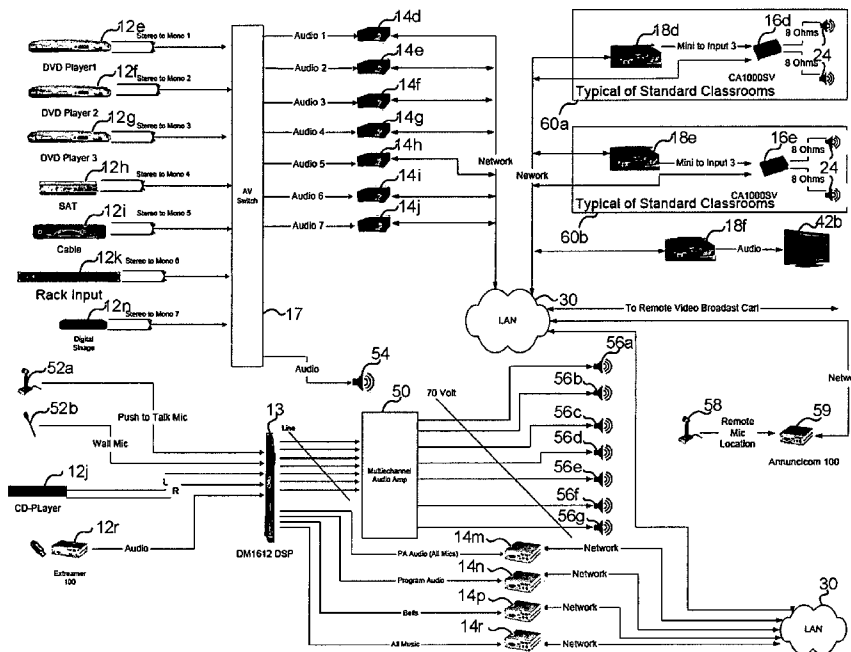 12e
Stereo to Mono 1
DVD Player1
12f
Stereo to Mono 2
DVD Player 2
12g
Stereo to Mono 3
DVD Player 3
12h
Stereo to Mono 4
SAT
12i
Stereo to Mono 5
Cable
12k
Stereo to Mono 6
Rack Input
12n
Stereo to Mono 7
Digital
Sinage
AV
Switch
17
Audio 1
14d
Audio 2
14e
Audio 3
14f
Audio 4
14g
Audio 5
14h
Audio 6
14i
Audio 7
14j
Network
Nework
18d
Mini to Input 3
16d
8 Ohms
8 Ohms
24
CA1000SV
Typical of Standard Classrooms
60a
18e
Mini to Input 3
16e
8 Ohms
8 Ohms
24
CA1000SV
Typical of Standard Classrooms
60b
18f
Audio
42b
30
LAN
To Remote Video Broadcast Cart
Audio
54
52a
Push to Talk Mic
52b
Wall Mic
12j
L
R
CD-PLayer
12r
Audio
Extreamer
100
13
Line
DM1612 DSP
50
Multichannel
Audio Amp
70 Volt
56a
56b
56c
56d
56e
56f
56g
58
Remote
Mic
Location
59
Annuncicom 100
Netw
PA Audio (All Mics)
14m
Network
Program Audio
14n
Network
Bells
14p
Network
All Music
14r
Network
30
LAN